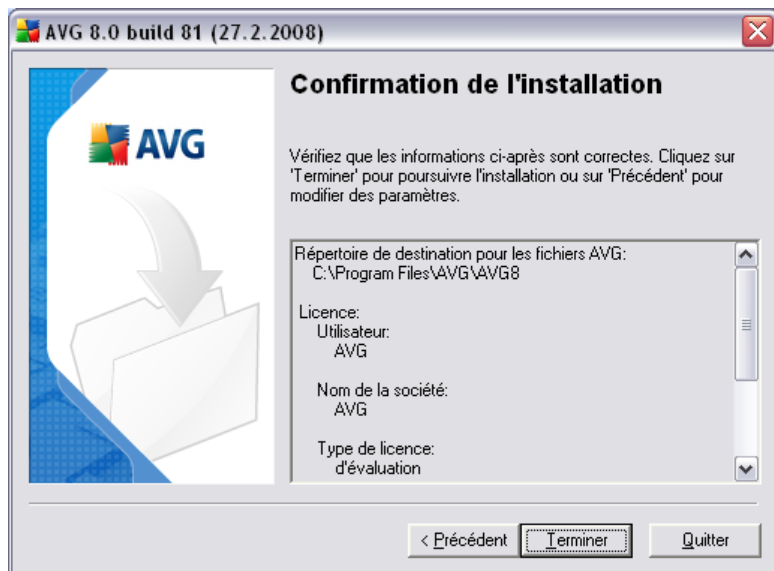 AVG 8.0 build 81 (27.2.2008)
AVG
Confirmation de l'installation
Vérifiez que les informations ci-après sont correctes. Cliquez sur
'Terminer' pour poursuivre l'installation ou sur 'Précédent' pour
modifier des paramètres.
Répertoire de destination pour les fichiers AVG:
C:\Program Files\AVG\AVG8
Licence:
Utilisateur:
AVG
Nom de la société:
AVG
Type de licence:
d'évaluation
< Précédent
Terminer
Quitter